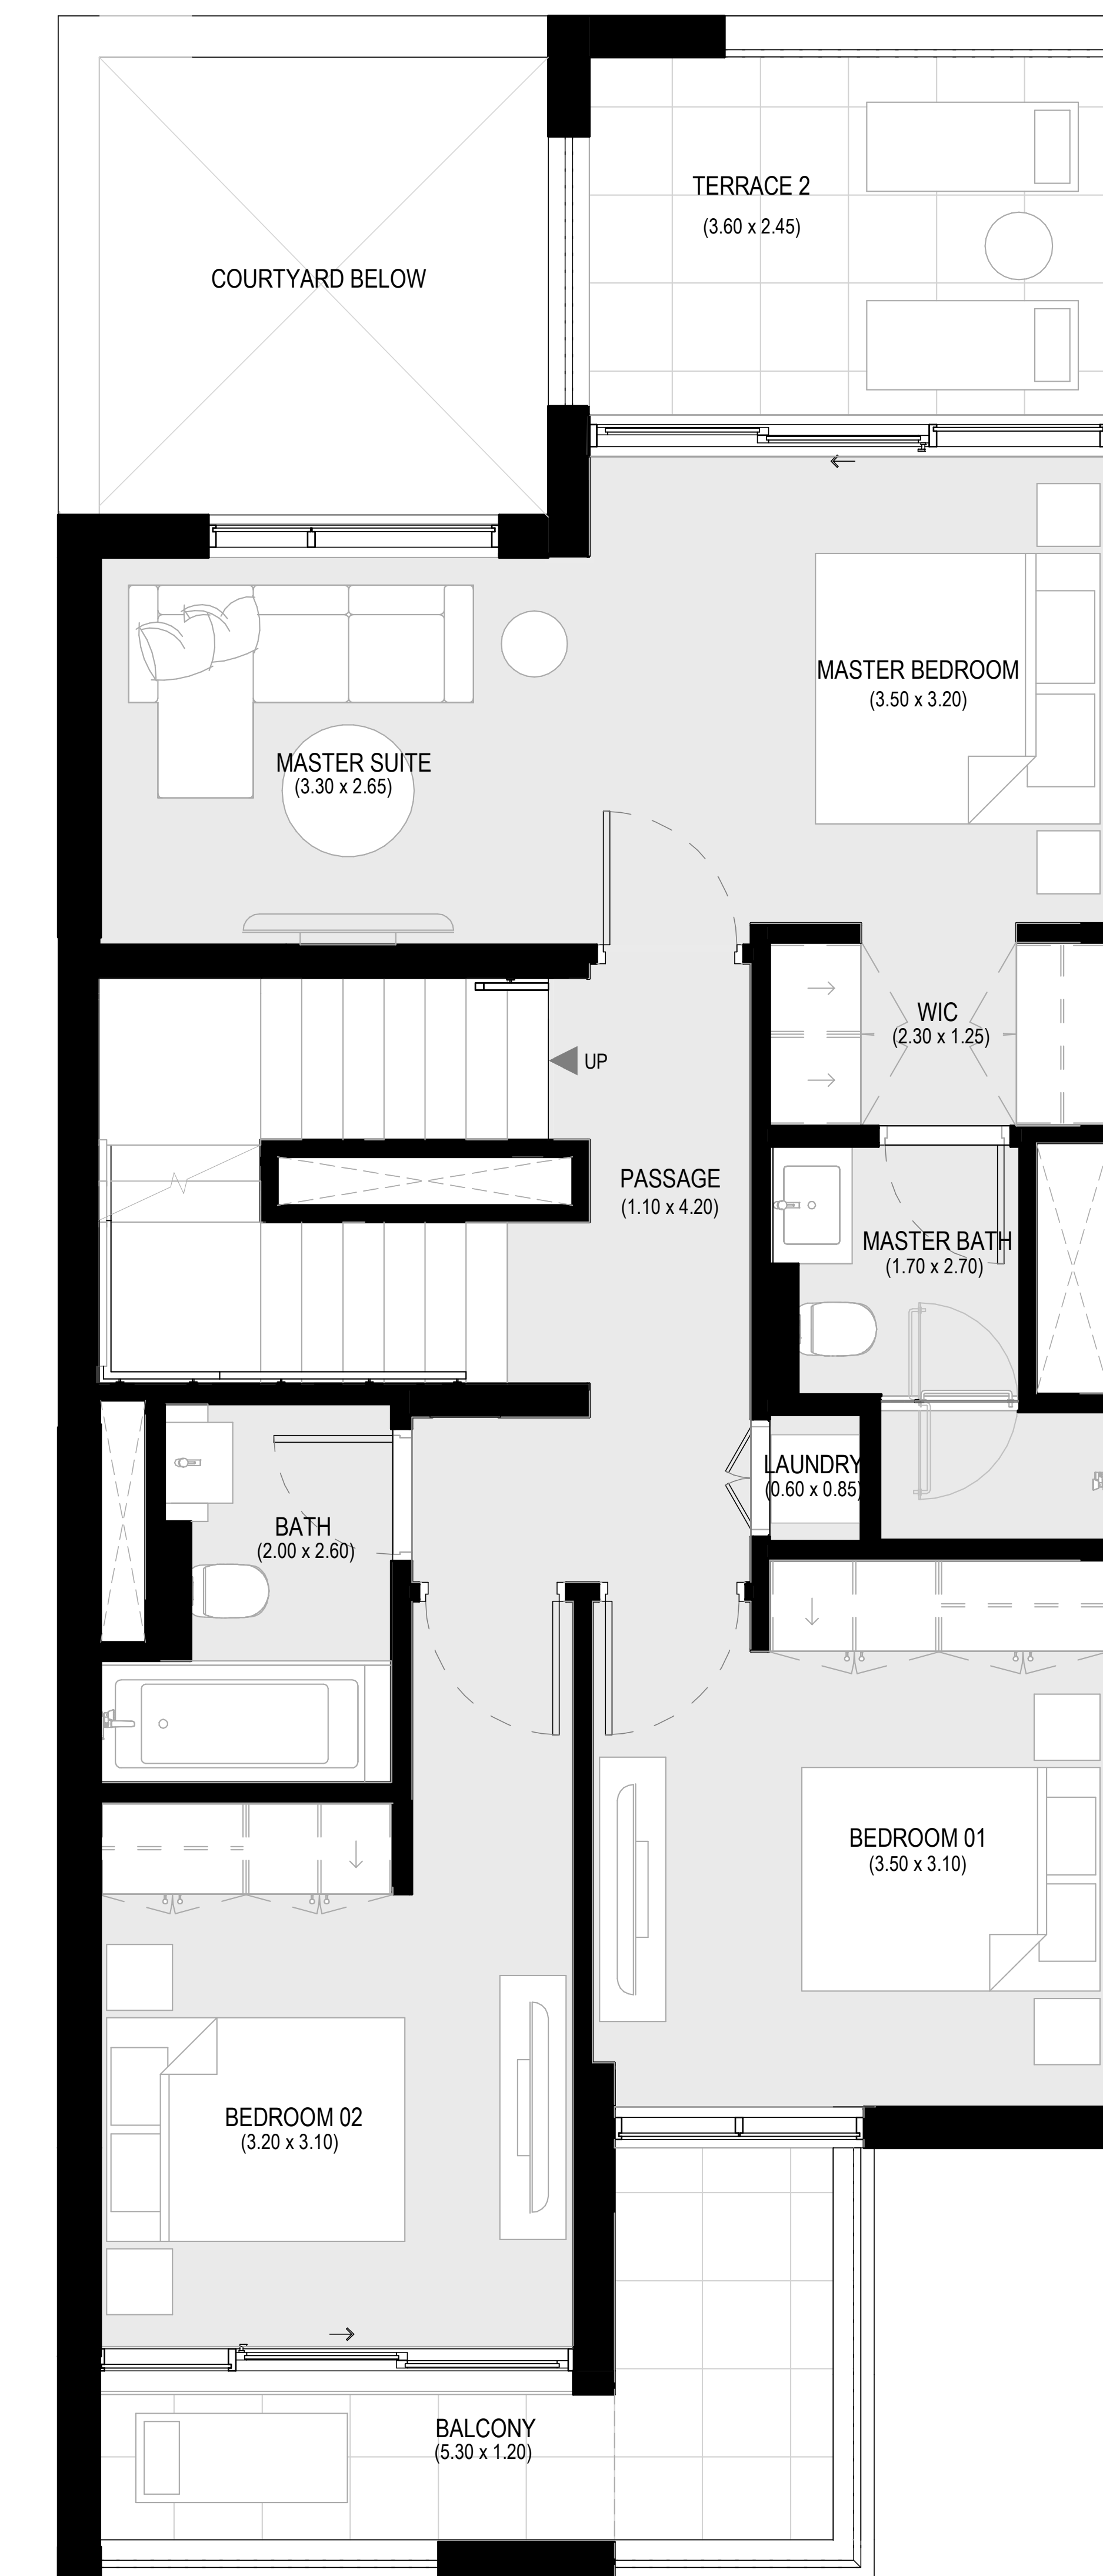 TERRACE 2
(3.60 x 2.45)
COURTYARD BELOW
MASTER BEDROOM
(3.50 x 3.20)
MASTER SUITE
(3.30 x 2.65)
WIC
(2.30 x 1.25)
UP
PASSAGE
(1.10 x 4.20)
MASTER BATH
(1.70 x 2.70)
LAUNDRY
(0.60 x 0.85)
BATH
(2.00 x 2.60)
BEDROOM 01
(3.50 x 3.10)
BEDROOM 02
(3.20 x 3.10)
BALCONY
(5.30 x 1.20)